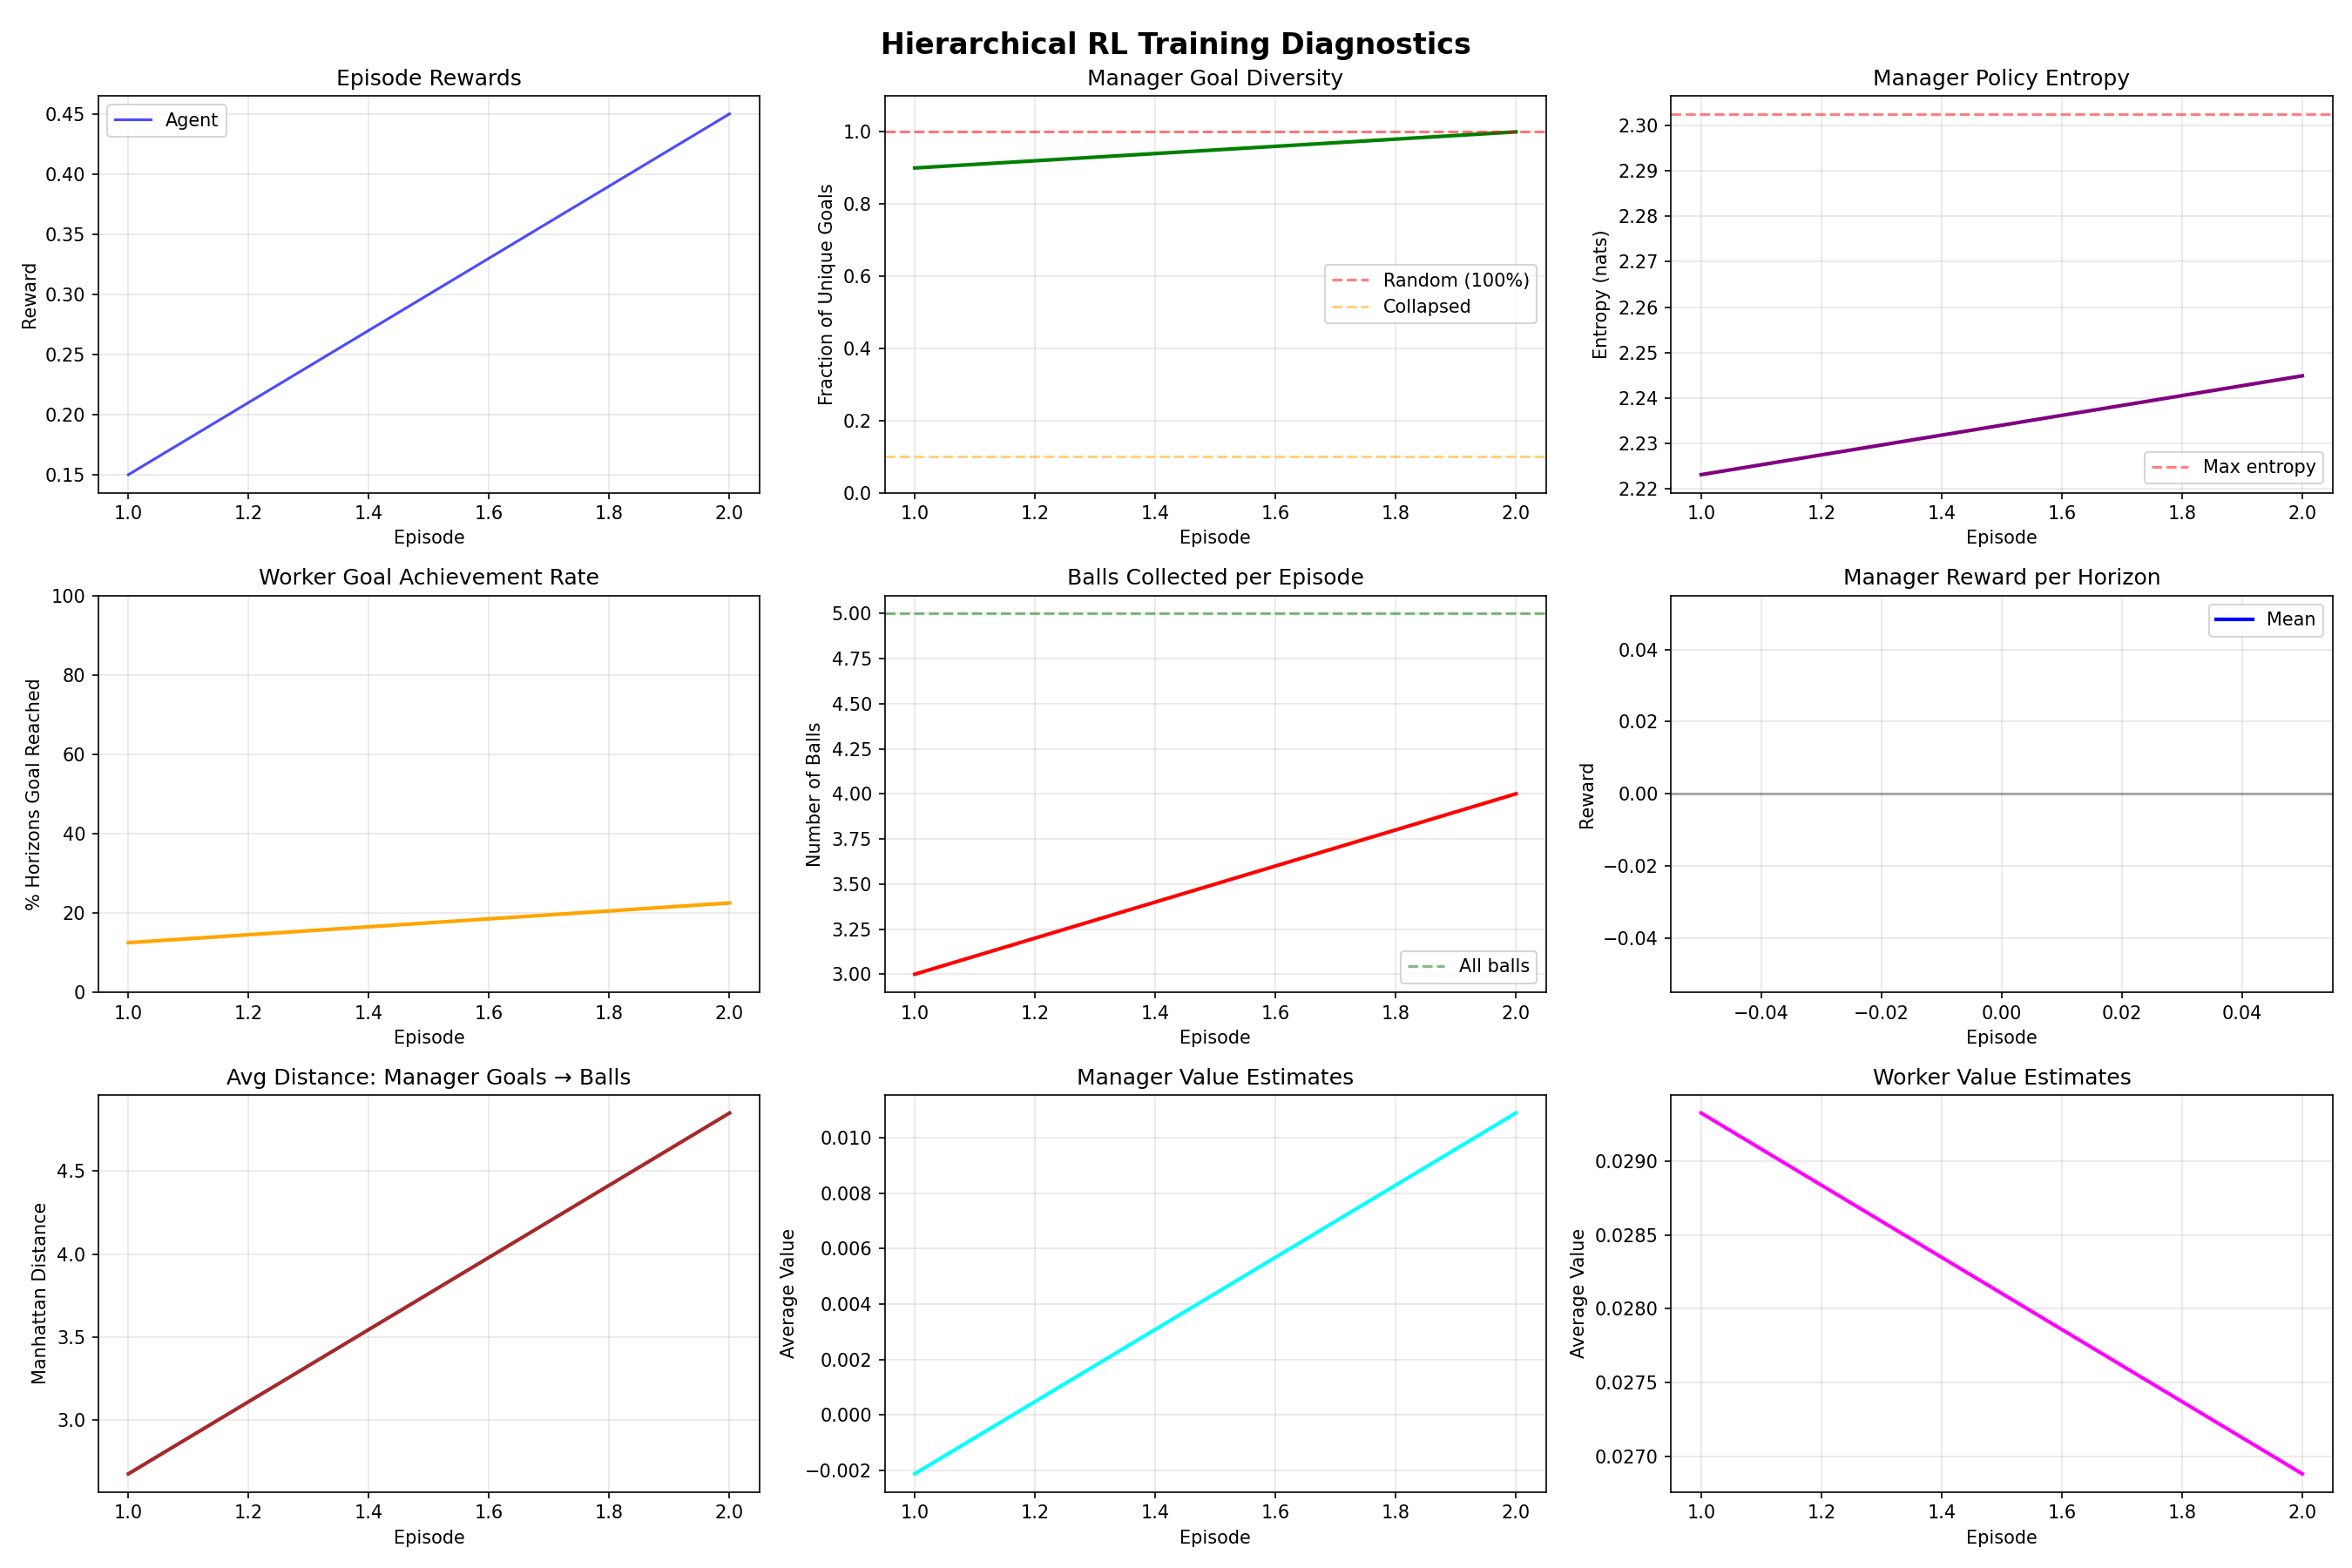 Hierarchical RL Training Diagnostics
Episode Rewards
Reward
0.45
0.40
0.35
0.30
0.25
0.20
0.15
Agent
1.0 1.2 1.4 1.6 1.8 2.0
Episode
Manager Goal Diversity
Fraction of Unique Goals
1.0
0.8
0.6
0.4
0.2
0.0
Random (100%)
Collapsed
1.0 1.2 1.4 1.6 1.8 2.0
Episode
Manager Policy Entropy
Entropy (nats)
2.30
2.29
2.28
2.27
2.26
2.25
2.24
2.23
2.22
Max entropy
1.0 1.2 1.4 1.6 1.8 2.0
Episode
Worker Goal Achievement Rate
% Horizons Goal Reached
100
80
60
40
20
0
1.0 1.2 1.4 1.6 1.8 2.0
Episode
Balls Collected per Episode
Number of Balls
5.00
4.75
4.50
4.25
4.00
3.75
3.50
3.25
3.00
All balls
1.0 1.2 1.4 1.6 1.8 2.0
Episode
Manager Reward per Horizon
Reward
0.04
0.02
0.00
−0.02
−0.04
Mean
−0.04 −0.02 0.00 0.02 0.04
Episode
Avg Distance: Manager Goals → Balls
Manhattan Distance
4.5
4.0
3.5
3.0
1.0 1.2 1.4 1.6 1.8 2.0
Episode
Manager Value Estimates
Average Value
0.010
0.008
0.006
0.004
0.002
0.000
−0.002
1.0 1.2 1.4 1.6 1.8 2.0
Episode
Worker Value Estimates
Average Value
0.0290
0.0285
0.0280
0.0275
0.0270
1.0 1.2 1.4 1.6 1.8 2.0
Episode